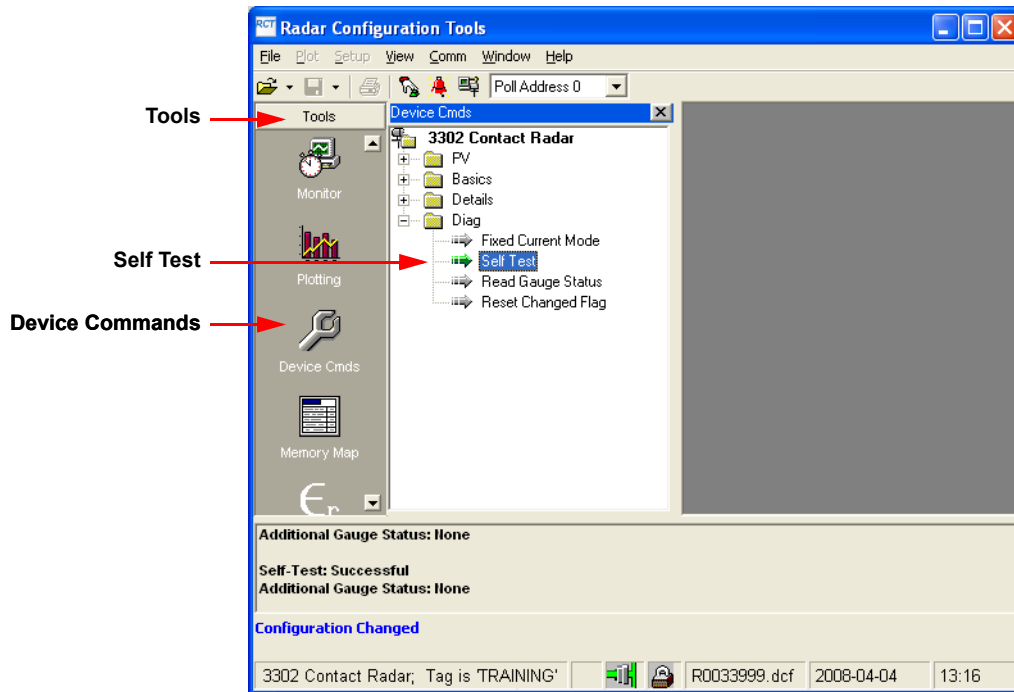 RCT Radar Configuration Tools
File Plot Setup View Comm Window Help
Poll Address 0
Tools
Tools
Device Cmds
3302 Contact Radar
PV
Basics
Details
Diag
Fixed Current Mode
Self Test
Self Test
Read Gauge Status
Reset Changed Flag
Monitor
Plotting
Device Commands
Device Cmds
Memory Map
Єr
Additional Gauge Status: None
Self-Test: Successful
Additional Gauge Status: None
Configuration Changed
3302 Contact Radar; Tag is 'TRAINING' R0033999.dcf 2008-04-04 13:16